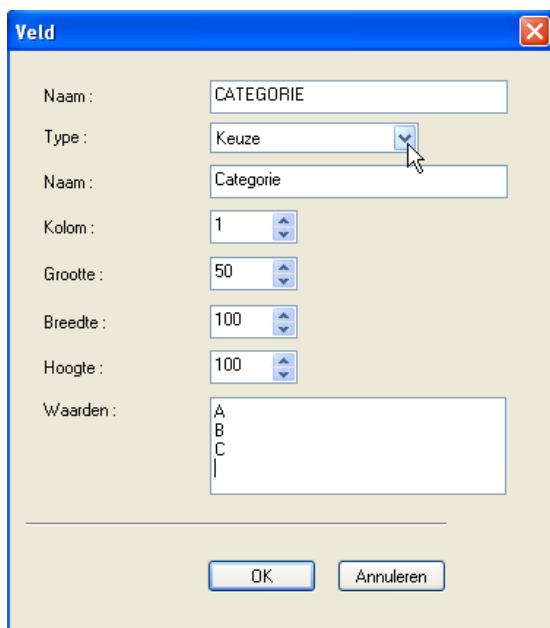 Veld
Naam : CATEGORIE
Type : Keuze
Naam : Categorie
Kolom : 1
Grootte : 50
Breedte : 100
Hoogte : 100
Waarden : A
B
C
OK Annuleren